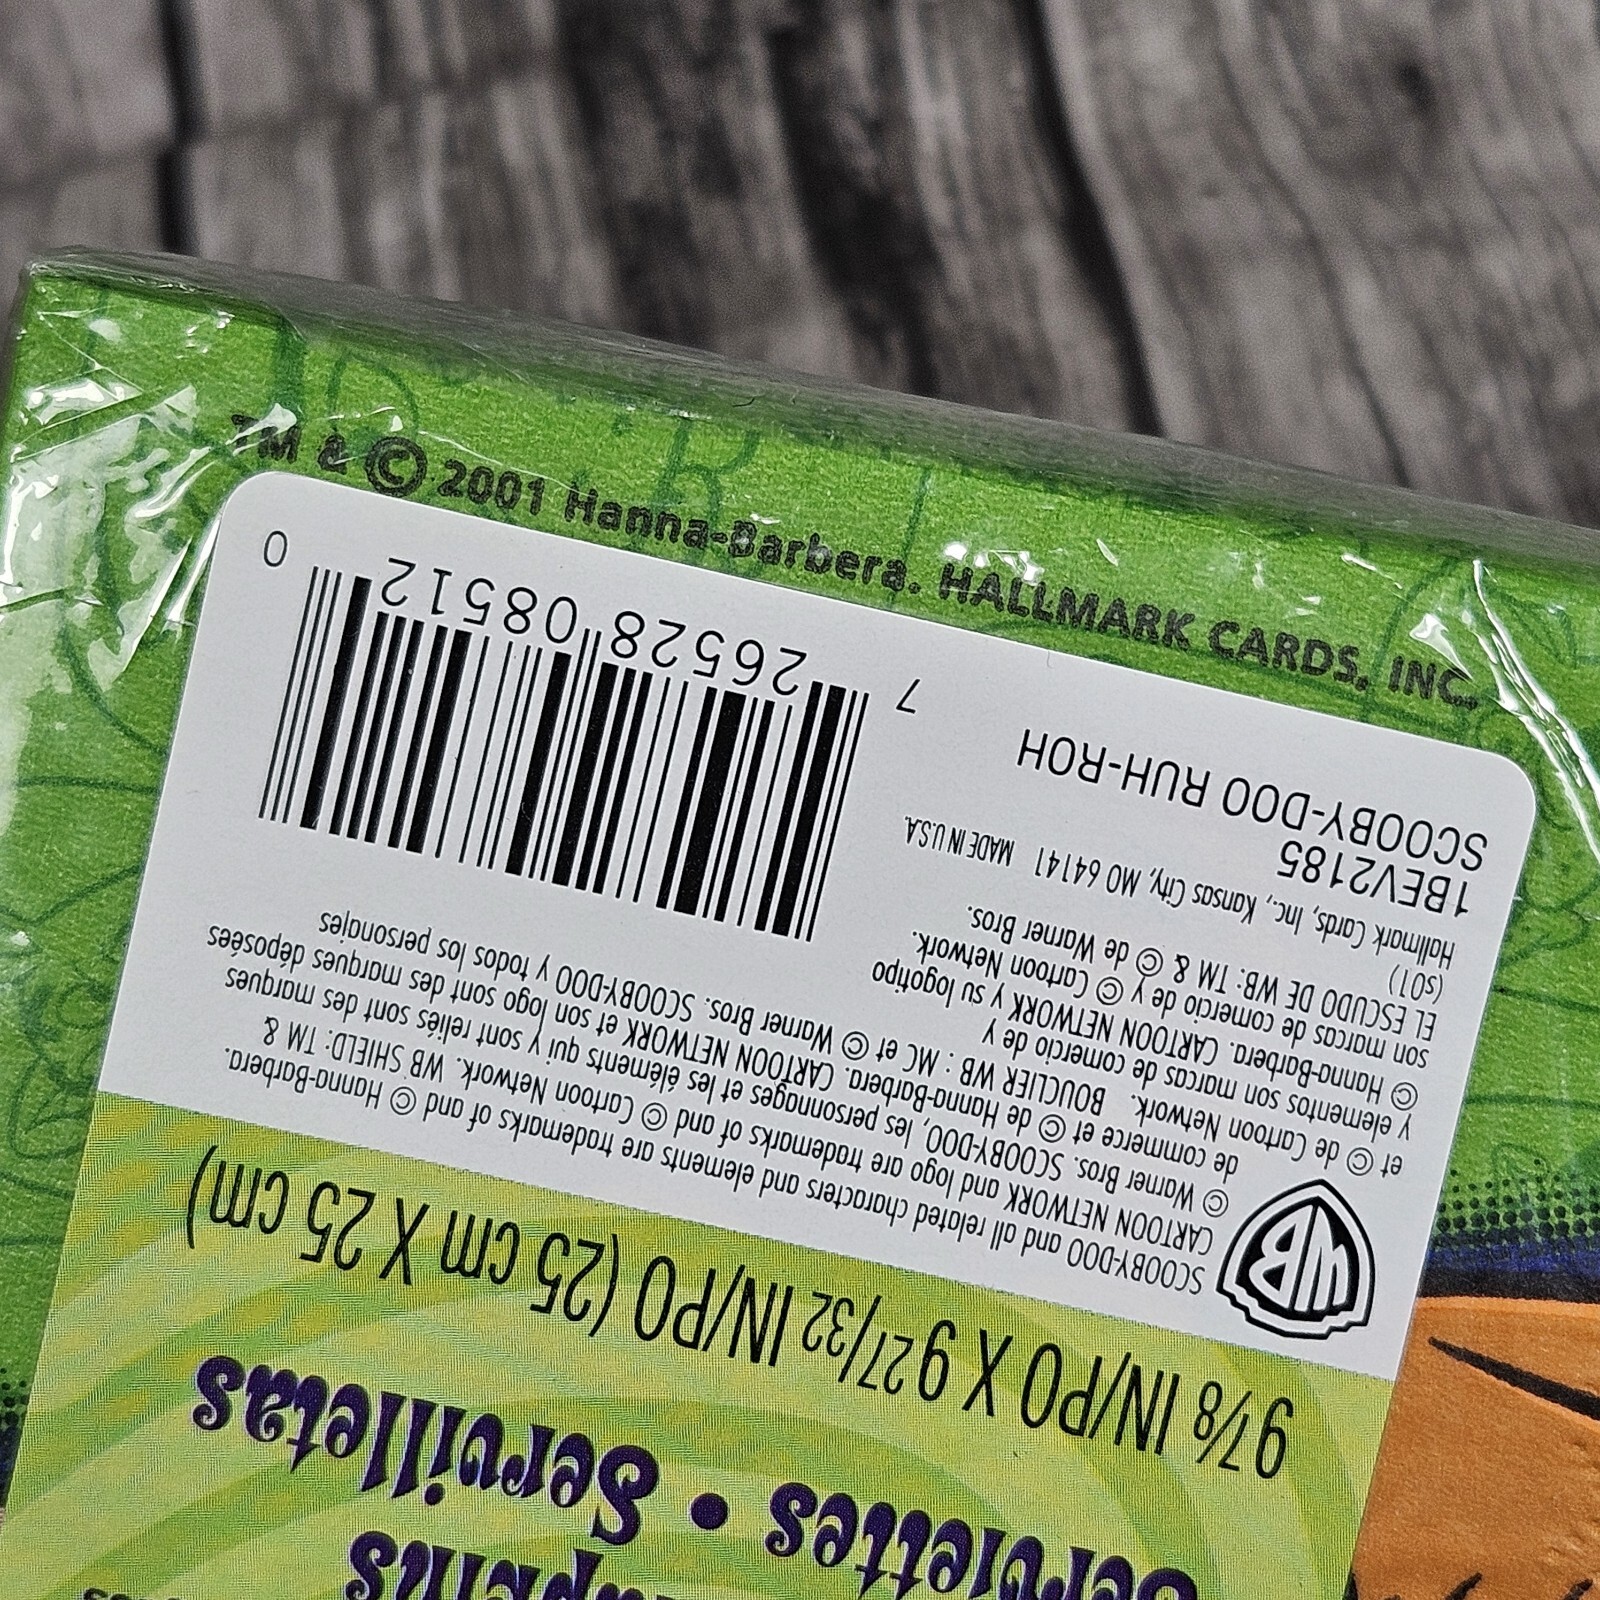 TM & © 2001 Hanna-Barbera. HALLMARK CARDS, INC.
Serviettes • Servilletas
9 7/8 IN/PO X 9 27/32 IN/PO (25 cm X 25 cm)
WB
SCOOBY-DOO and all related characters and elements are trademarks of and © Hanna-Barbera.
CARTOON NETWORK and logo are trademarks of and © Cartoon Network. WB SHIELD: TM &
© Warner Bros. SCOOBY-DOO, les personnages et les éléments qui y sont reliés sont des marques
de commerce et © de Hanna-Barbera. CARTOON NETWORK et son logo sont des marques déposées
et © de Cartoon Network. BOUCLIER WB : MC et © Warner Bros. SCOOBY-DOO y todos los personajes
y elementos son marcas de comercio de y
© Hanna-Barbera. CARTOON NETWORK y su logotipo
son marcas de comercio de y © Cartoon Network.
EL ESCUDO DE WB: TM & © de Warner Bros.
(s01)
Hallmark Cards, Inc., Kansas City, MO 64141 MADE IN U.S.A.
1BEV2185
SCOOBY-DOO RUH-ROH
7 26528 08512 0